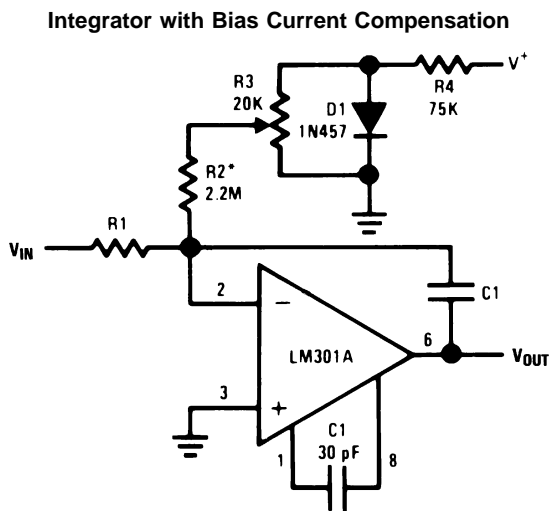 Integrator with Bias Current Compensation
R3
20K
D1
1N457
R4
75K
V+
R2*
2.2M
R1
VIN
2
−
C1
LM301A
6
VOUT
3
+
C1
30 pF
1
8